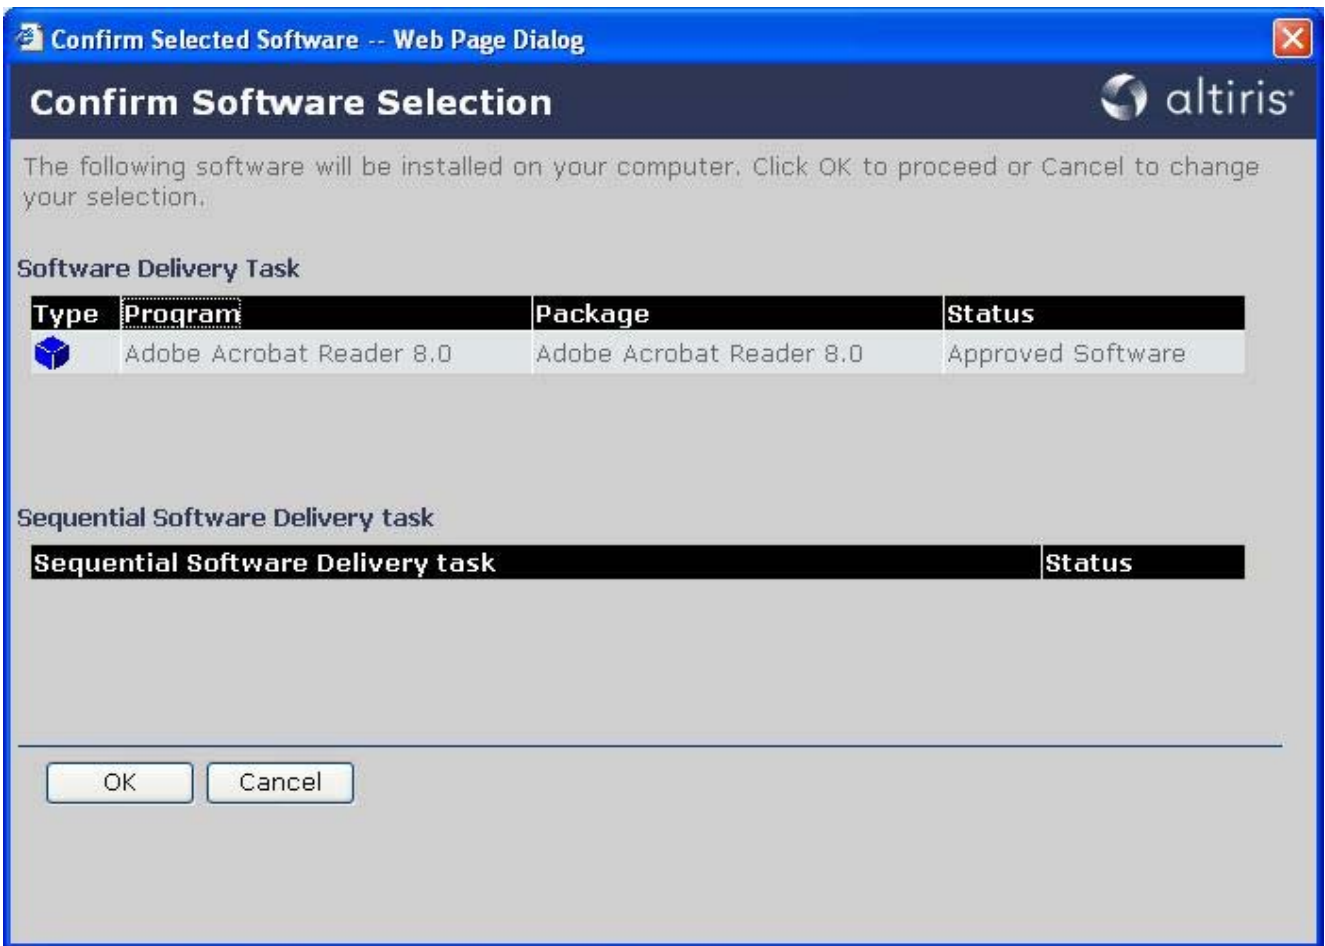 Confirm Selected Software -- Web Page Dialog
Confirm Software Selection
altiris
The following software will be installed on your computer. Click OK to proceed or Cancel to change
your selection.
Software Delivery Task
Type Program Package Status
Adobe Acrobat Reader 8.0 Adobe Acrobat Reader 8.0 Approved Software
Sequential Software Delivery task
Sequential Software Delivery task Status
OK Cancel